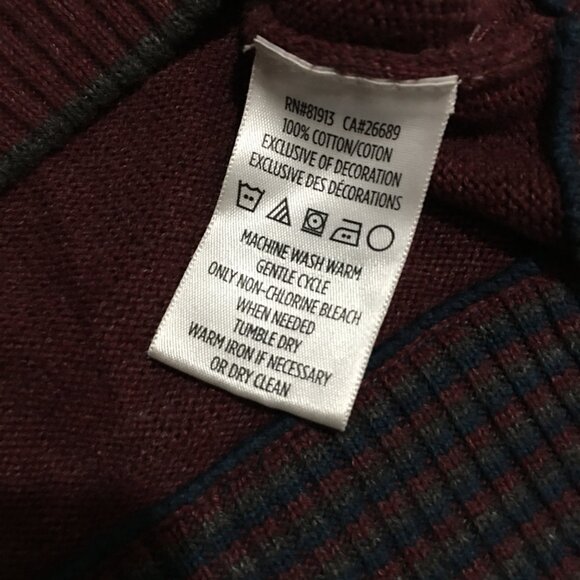 RN#81913 CA#26689
100% COTTON/COTON
EXCLUSIVE OF DECORATION
EXCLUSIVE DES DÉCORATIONS
MACHINE WASH WARM
GENTLE CYCLE
ONLY NON-CHLORINE BLEACH
WHEN NEEDED
TUMBLE DRY
WARM IRON IF NECESSARY
OR DRY CLEAN